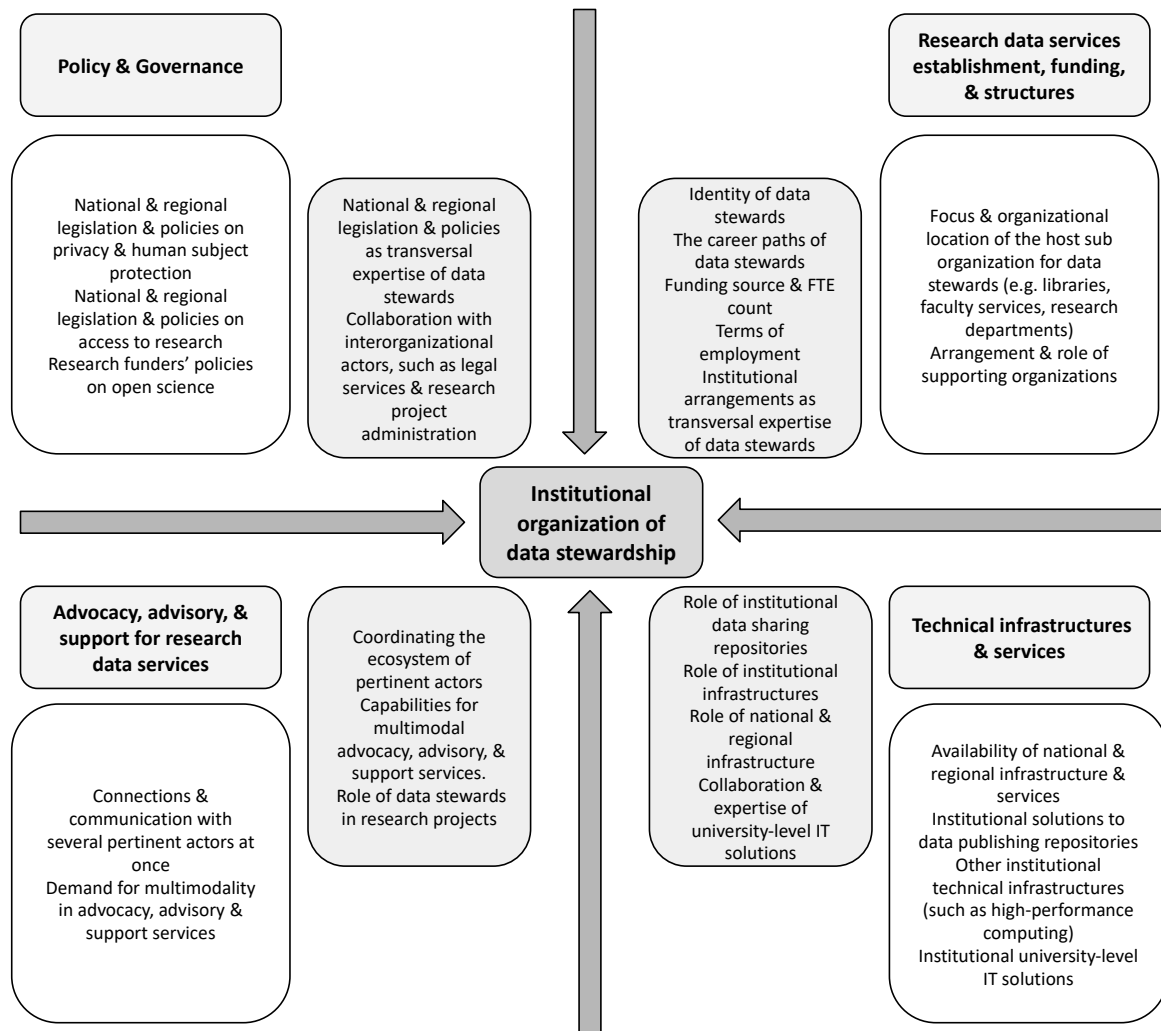 Policy & Governance
National & regional
legislation & policies on
privacy & human subject
protection
National & regional
legislation & policies on
access to research
Research funders’ policies
on open science
National & regional
legislation & policies
as transversal
expertise of data
stewards
Collaboration with
interorganizational
actors, such as legal
services & research
project
administration
Identity of data
stewards
The career paths of
data stewards
Funding source & FTE
count
Terms of
employment
Institutional
arrangements as
transversal expertise
of data stewards
Research data services
establishment, funding,
& structures
Focus & organizational
location of the host sub
organization for data
stewards (e.g. libraries,
faculty services, research
departments)
Arrangement & role of
supporting organizations
Institutional
organization of
data stewardship
Advocacy, advisory, &
support for research
data services
Connections &
communication with
several pertinent actors at
once
Demand for multimodality
in advocacy, advisory &
support services
Coordinating the
ecosystem of
pertinent actors
Capabilities for
multimodal
advocacy, advisory, &
support services.
Role of data stewards
in research projects
Role of institutional
data sharing
repositories
Role of institutional
infrastructures
Role of national &
regional
infrastructure
Collaboration &
expertise of
university-level IT
solutions
Technical infrastructures
& services
Availability of national &
regional infrastructure &
services
Institutional solutions to
data publishing repositories
Other institutional
technical infrastructures
(such as high-performance
computing)
Institutional university-level
IT solutions